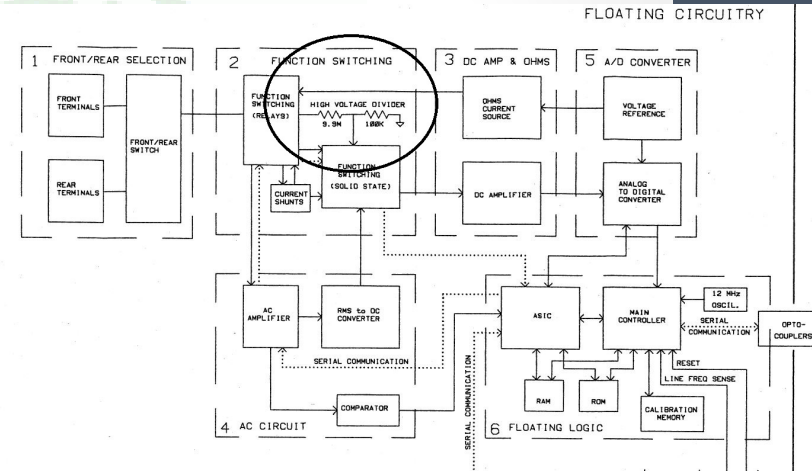 FLOATING CIRCUITRY
1 FRONT/REAR SELECTION
FRONT
TERMINALS
REAR
TERMINALS
FRONT/REAR
SWITCH
2 FUNCTION SWITCHING
FUNCTION
SWITCHING
(RELAYS)
HIGH VOLTAGE DIVIDER
9.9M
100K
FUNCTION
SWITCHING
(SOLID STATE)
CURRENT
SHUNTS
3 DC AMP & OHMS
OHMS
CURRENT
SOURCE
DC AMPLIFIER
5 A/D CONVERTER
VOLTAGE
REFERENCE
ANALOG
TO DIGITAL
CONVERTER
AC
AMPLIFIER
RMS to DC
CONVERTER
SERIAL COMMUNICATION
COMPARATOR
4 AC CIRCUIT
SERIAL COMMUNICATION
ASIC
MAIN
CONTROLLER
12 MHz
OSCIL.
SERIAL
COMMUNICATION
OPTO-
COUPLERS
RESET
LINE FREQ SENSE
RAM
ROM
CALIBRATION
MEMORY
6 FLOATING LOGIC